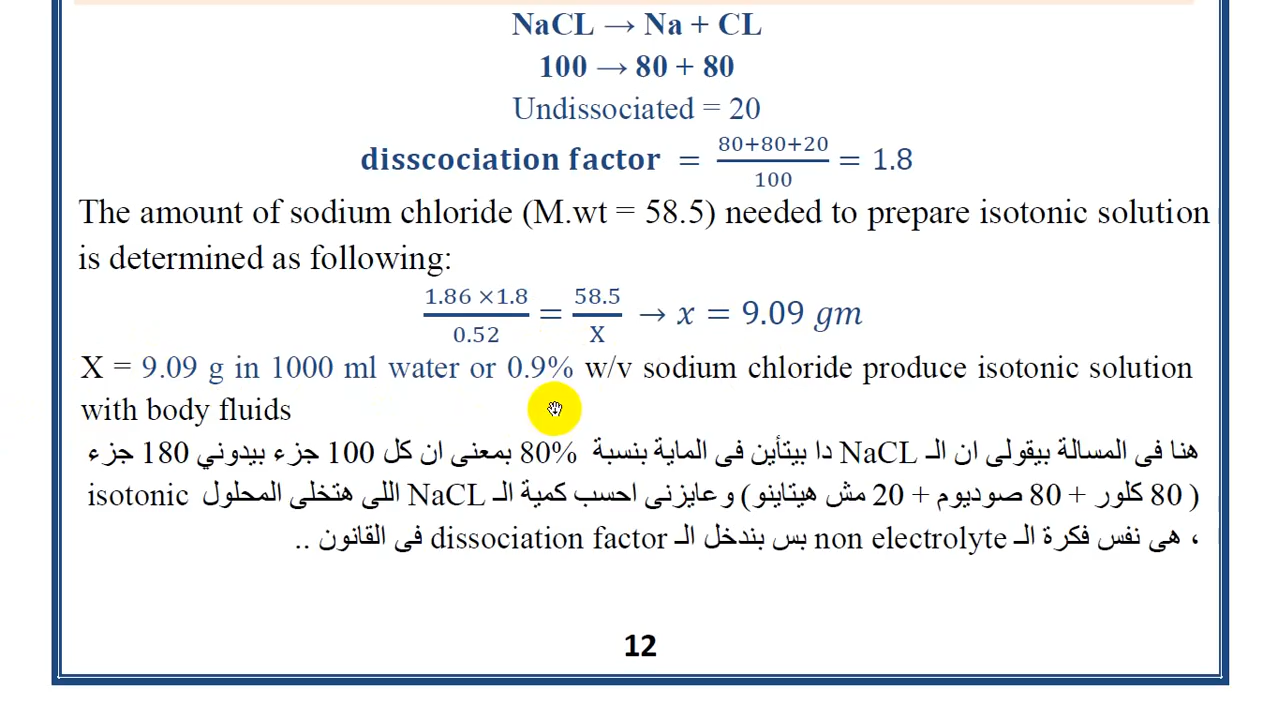 NaCL → Na + CL
100 → 80 + 80
Undissociated = 20
disscociation factor = 80+80+20/100 = 1.8
The amount of sodium chloride (M.wt = 58.5) needed to prepare isotonic solution
is determined as following:
1.86 ×1.8/0.52 = 58.5/X → x = 9.09 gm
X = 9.09 g in 1000 ml water or 0.9% w/v sodium chloride produce isotonic solution
with body fluids
هنا فى المسالة بيقولى ان الـ NaCL دا بيتأين فى الماية بنسبة 80% بمعنى ان كل 100 جزء بيدوني 180 جزء
( 80 كلور + 80 صوديوم + 20 مش هيتاينو) وعايزنى احسب كمية الـ NaCL اللى هتخلى المحلول isotonic
، هى نفس فكرة الـ non electrolyte بس بندخل الـ dissociation factor فى القانون ..
12